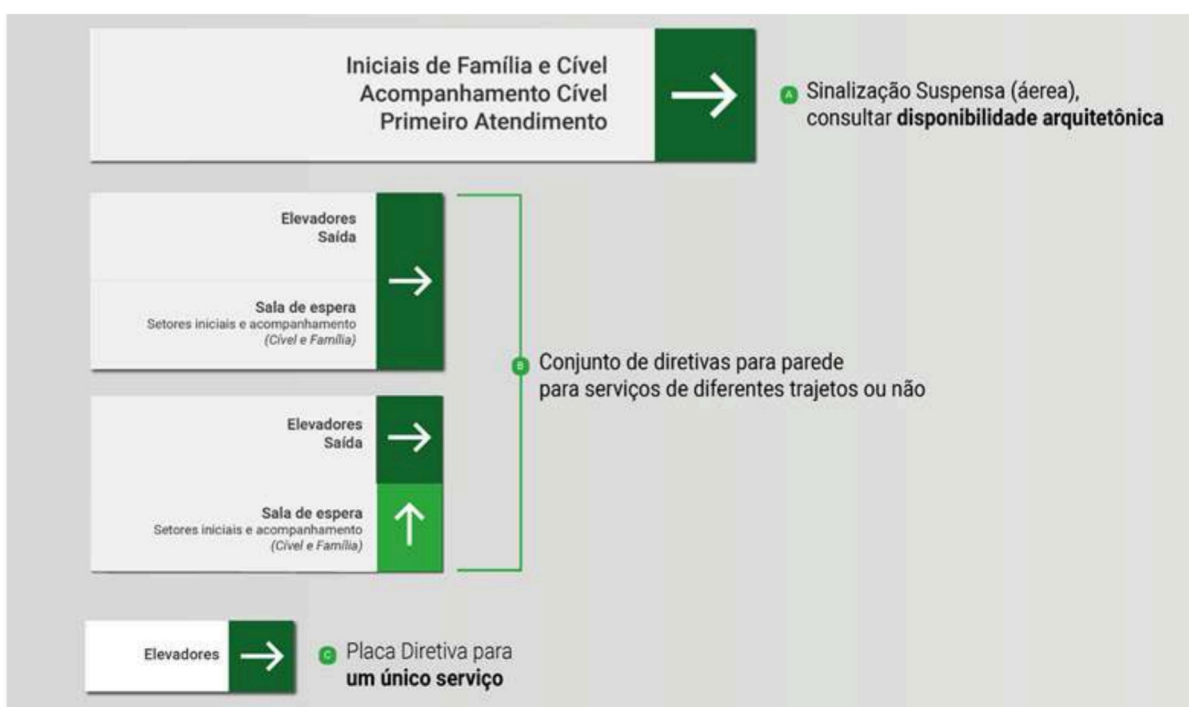 Iniciais de Família e Cível
Acompanhamento Cível
Primeiro Atendimento
A Sinalização Suspensa (áerea),
consultar disponibilidade arquitetônica
Elevadores
Saída
Sala de espera
Setores iniciais e acompanhamento
(Cível e Família)
B Conjunto de diretivas para parede
para serviços de diferentes trajetos ou não
Elevadores
Saída
Sala de espera
Setores iniciais e acompanhamento
(Cível e Família)
Elevadores
C Placa Diretiva para
um único serviço